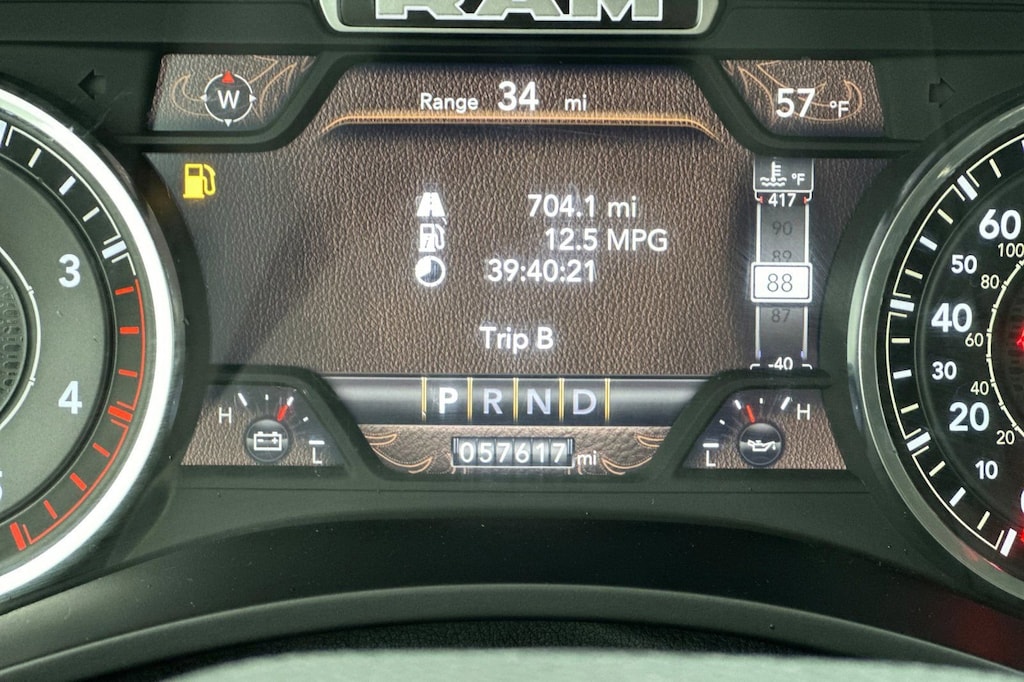 RAM
W
Range 34 mi
57 °F
704.1 mi
12.5 MPG
39:40:21
Trip B
°F
417
90
89
88
87
-40
3
4
60
100
50
80
40
60
30
40
20
20
10
H
L
P R N D
H
L
057617 mi